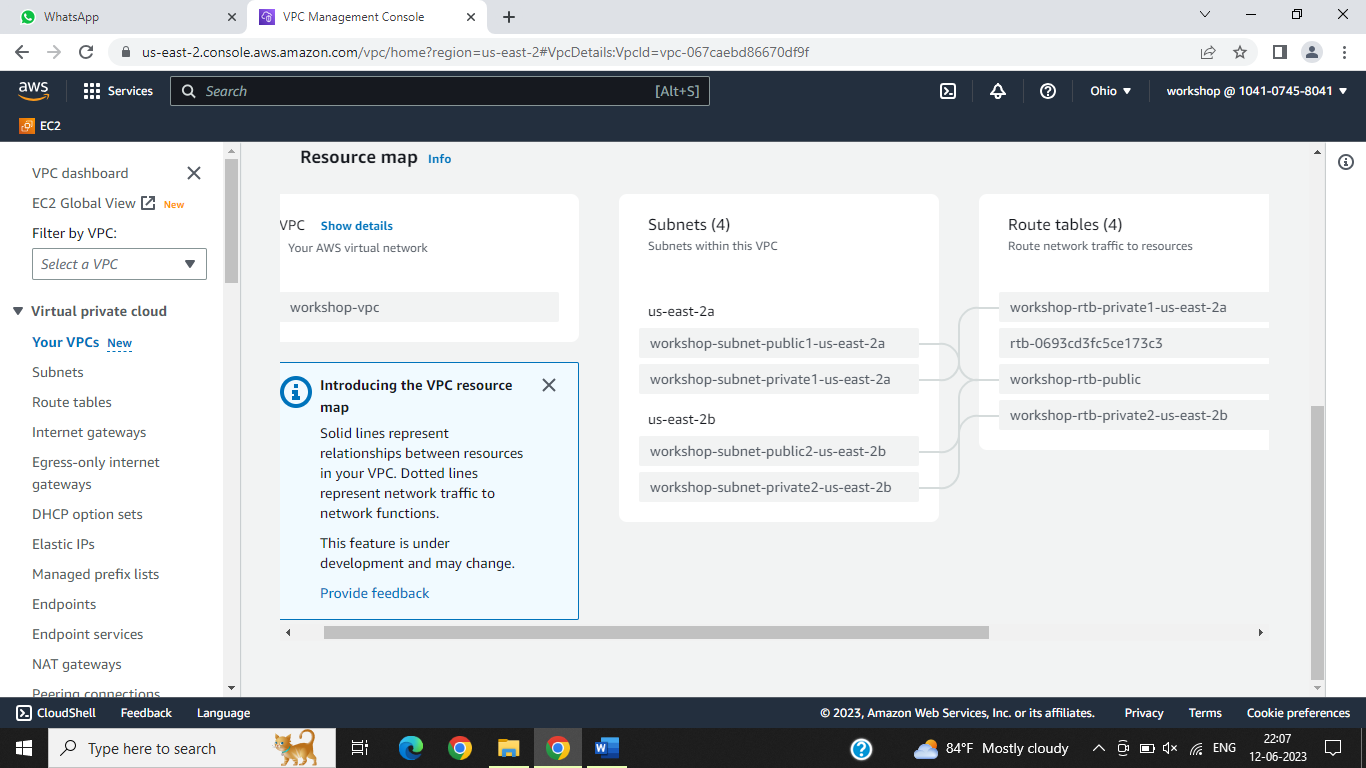 WhatsApp
VPC Management Console
us-east-2.console.aws.amazon.com/vpc/home?region=us-east-2#VpcDetails:VpcId=vpc-067caebd86670df9f
aws
Services
Search
[Alt+S]
Ohio
workshop @ 1041-0745-8041
EC2
VPC dashboard
EC2 Global View
New
Filter by VPC:
Select a VPC
Virtual private cloud
Your VPCs New
Subnets
Route tables
Internet gateways
Egress-only internet
gateways
DHCP option sets
Elastic IPs
Managed prefix lists
Endpoints
Endpoint services
NAT gateways
Peering connections
Resource map Info
VPC Show details
Your AWS virtual network
workshop-vpc
Introducing the VPC resource
map
Solid lines represent
relationships between resources
in your VPC. Dotted lines
represent network traffic to
network functions.
This feature is under
development and may change.
Provide feedback
Subnets (4)
Subnets within this VPC
us-east-2a
workshop-subnet-public1-us-east-2a
workshop-subnet-private1-us-east-2a
us-east-2b
workshop-subnet-public2-us-east-2b
workshop-subnet-private2-us-east-2b
Route tables (4)
Route network traffic to resources
workshop-rtb-private1-us-east-2a
rtb-0693cd3fc5ce173c3
workshop-rtb-public
workshop-rtb-private2-us-east-2b
CloudShell
Feedback
Language
© 2023, Amazon Web Services, Inc. or its affiliates.
Privacy
Terms
Cookie preferences
Type here to search
84°F Mostly cloudy
ENG
22:07
12-06-2023